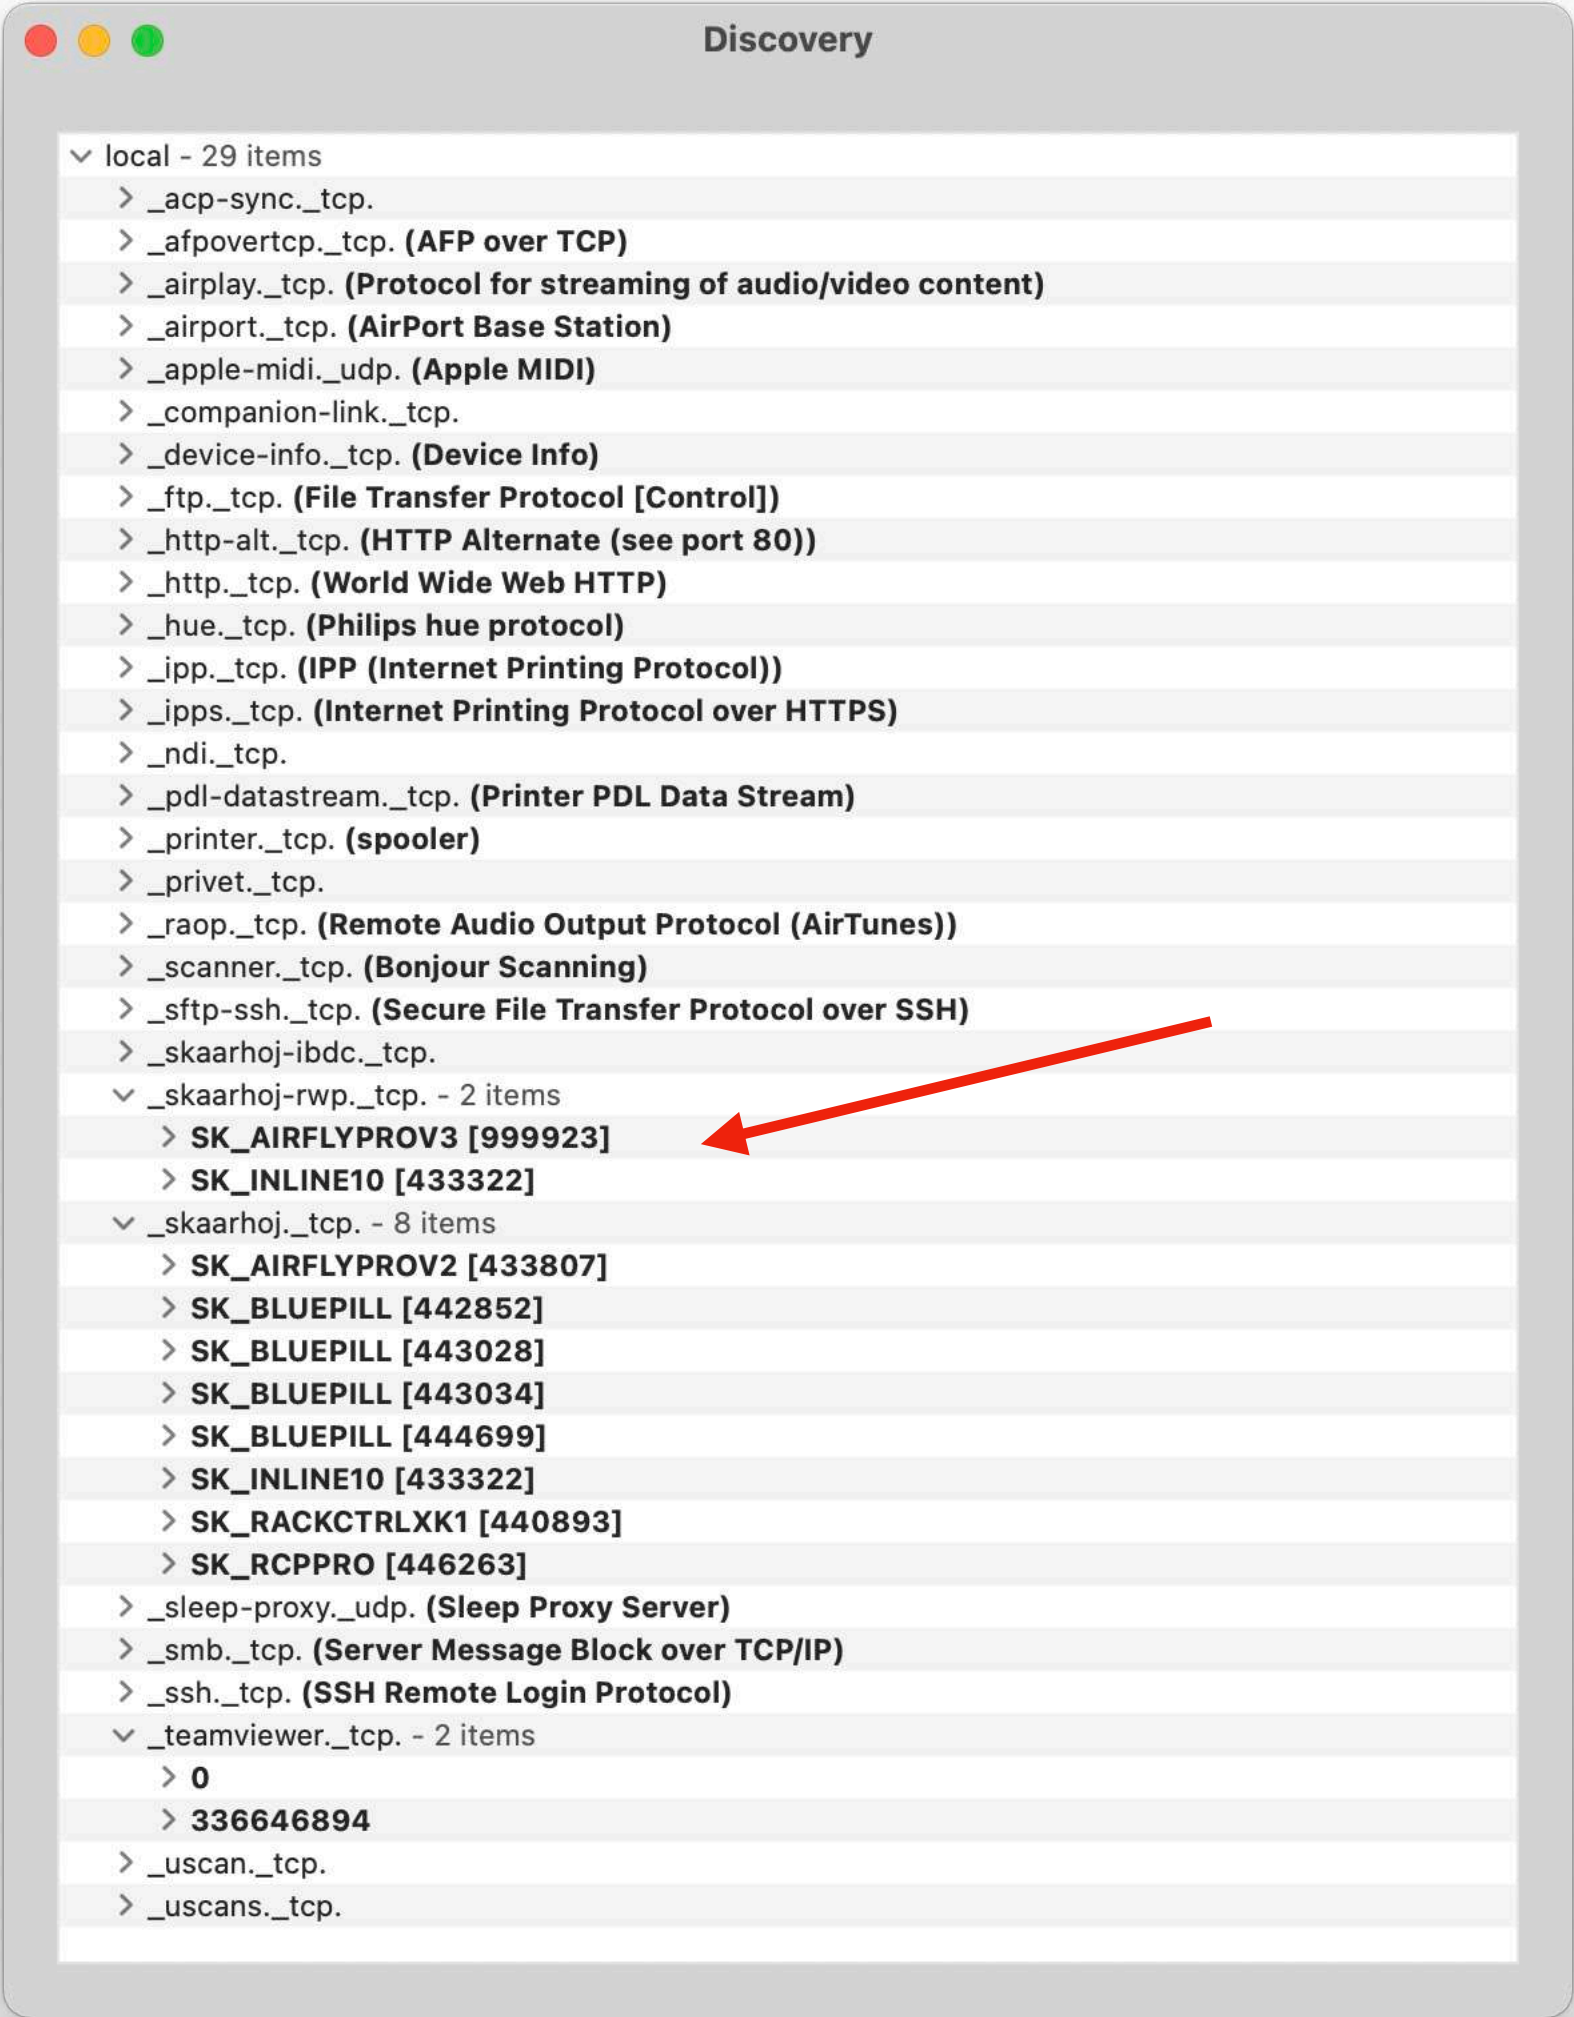 Discovery
local - 29 items
_acp-sync._tcp.
_afpovertcp._tcp. (AFP over TCP)
_airplay._tcp. (Protocol for streaming of audio/video content)
_airport._tcp. (AirPort Base Station)
_apple-midi._udp. (Apple MIDI)
_companion-link._tcp.
_device-info._tcp. (Device Info)
_ftp._tcp. (File Transfer Protocol [Control])
_http-alt._tcp. (HTTP Alternate (see port 80))
_http._tcp. (World Wide Web HTTP)
_hue._tcp. (Philips hue protocol)
_ipp._tcp. (IPP (Internet Printing Protocol))
_ipps._tcp. (Internet Printing Protocol over HTTPS)
_ndi._tcp.
_pdl-datastream._tcp. (Printer PDL Data Stream)
_printer._tcp. (spooler)
_privet._tcp.
_raop._tcp. (Remote Audio Output Protocol (AirTunes))
_scanner._tcp. (Bonjour Scanning)
_sftp-ssh._tcp. (Secure File Transfer Protocol over SSH)
_skaarhoj-ibdc._tcp.
_skaarhoj-rwp._tcp. - 2 items
SK_AIRFLYPROV3 [999923]
SK_INLINE10 [433322]
_skaarhoj._tcp. - 8 items
SK_AIRFLYPROV2 [433807]
SK_BLUEPILL [442852]
SK_BLUEPILL [443028]
SK_BLUEPILL [443034]
SK_BLUEPILL [444699]
SK_INLINE10 [433322]
SK_RACKCTRLXK1 [440893]
SK_RCPPRO [446263]
_sleep-proxy._udp. (Sleep Proxy Server)
_smb._tcp. (Server Message Block over TCP/IP)
_ssh._tcp. (SSH Remote Login Protocol)
_teamviewer._tcp. - 2 items
0
336646894
_uscan._tcp.
_uscans._tcp.